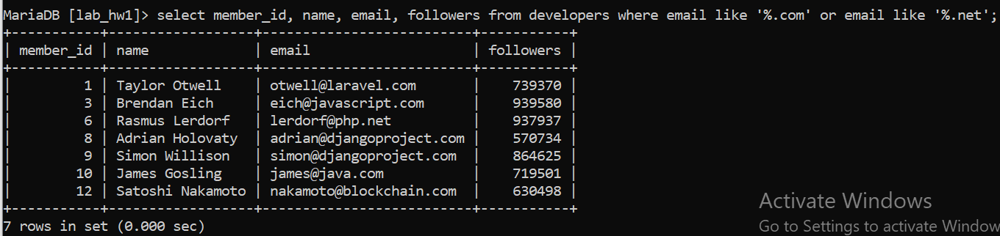 MariaDB [lab_hw1]> select member_id, name, email, followers from developers where email like '%.com' or email like '%.net';
+-----------+-----------------+-------------------------+-----------+
| member_id | name            | email                   | followers |
+-----------+-----------------+-------------------------+-----------+
|         1 | Taylor Otwell   | otwell@laravel.com      |    739370 |
|         3 | Brendan Eich    | eich@javascript.com     |    939580 |
|         6 | Rasmus Lerdorf  | lerdorf@php.net         |    937937 |
|         8 | Adrian Holovaty | adrian@djangoproject.com |    570734 |
|         9 | Simon Willison  | simon@djangoproject.com |    864625 |
|        10 | James Gosling   | james@java.com          |    719501 |
|        12 | Satoshi Nakamoto | nakamoto@blockchain.com |    630498 |
+-----------+-----------------+-------------------------+-----------+
7 rows in set (0.000 sec)
Activate Windows
Go to Settings to activate Window